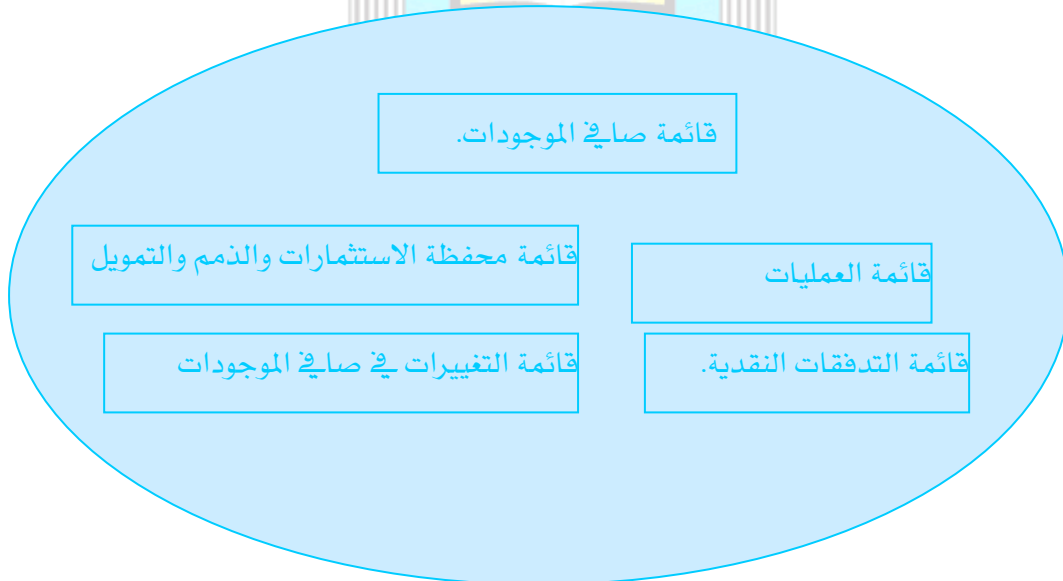 قائمة صافي الموجودات.
قائمة العمليات
قائمة محفظة الاستثمارات والذمم والتمويل
قائمة التدفقات النقدية.
قائمة التغييرات في صافي الموجودات